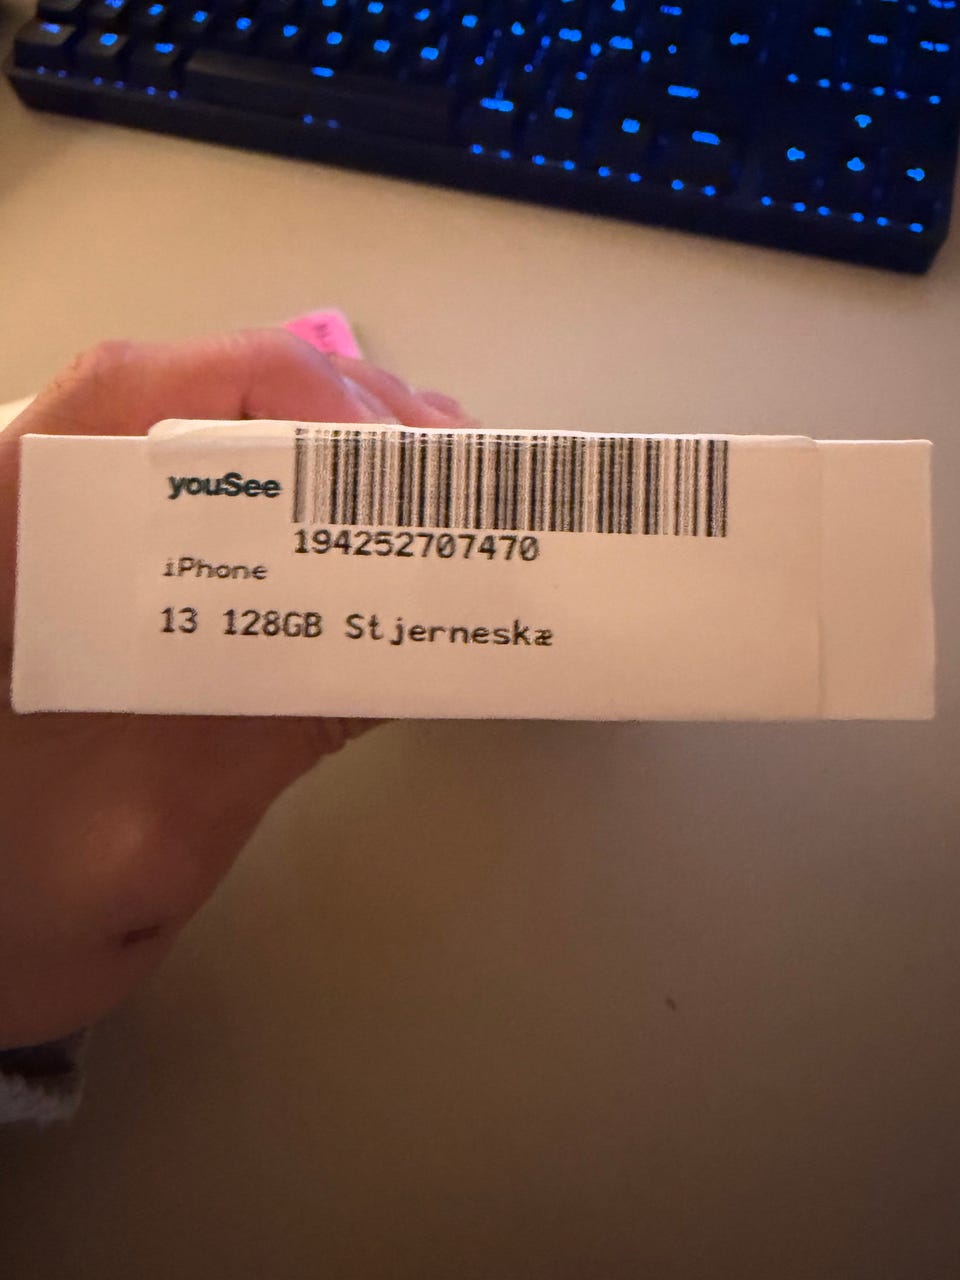 youSee
194252707470
iPhone
13 128GB Stjerneskæ